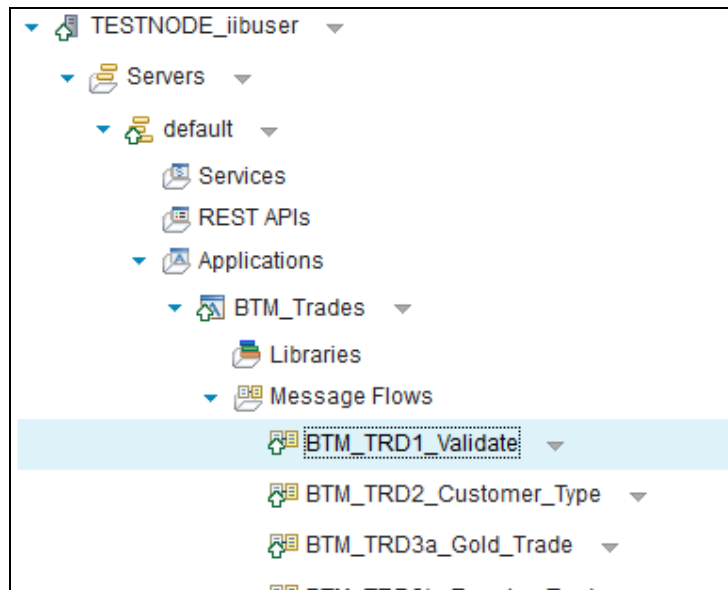 TESTNODE_iibuser
Servers
default
Services
REST APIs
Applications
BTM_Trades
Libraries
Message Flows
BTM_TRD1_Validate
BTM_TRD2_Customer_Type
BTM_TRD3a_Gold_Trade